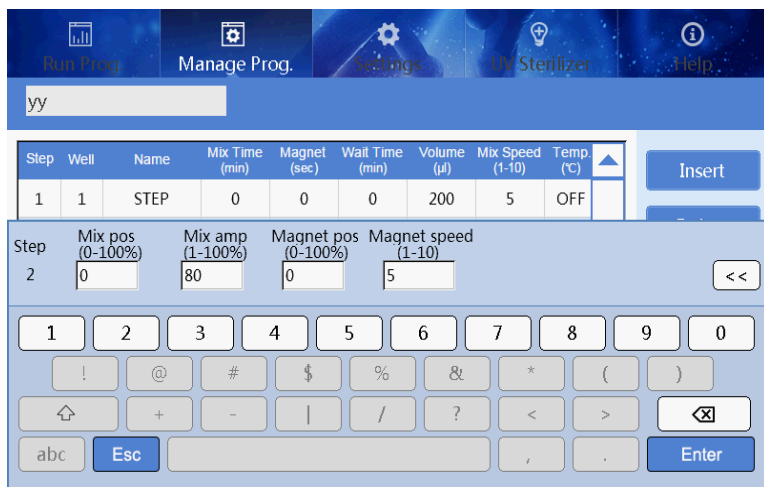 Run Prog. Manage Prog. Settings UV Sterilizer Help
yy
Step Well Name Mix Time (min) Magnet (sec) Wait Time (min) Volume (μl) Mix Speed (1-10) Temp. (℃)
Insert
1 1 STEP 0 0 0 200 5 OFF
Step Mix pos (0-100%) Mix amp (1-100%) Magnet pos (0-100%) Magnet speed (1-10)
2 0 80 0 5 <<
1 2 3 4 5 6 7 8 9 0
! @ # $ % & * ( )
+ - | / ? < >
abc Esc , . Enter